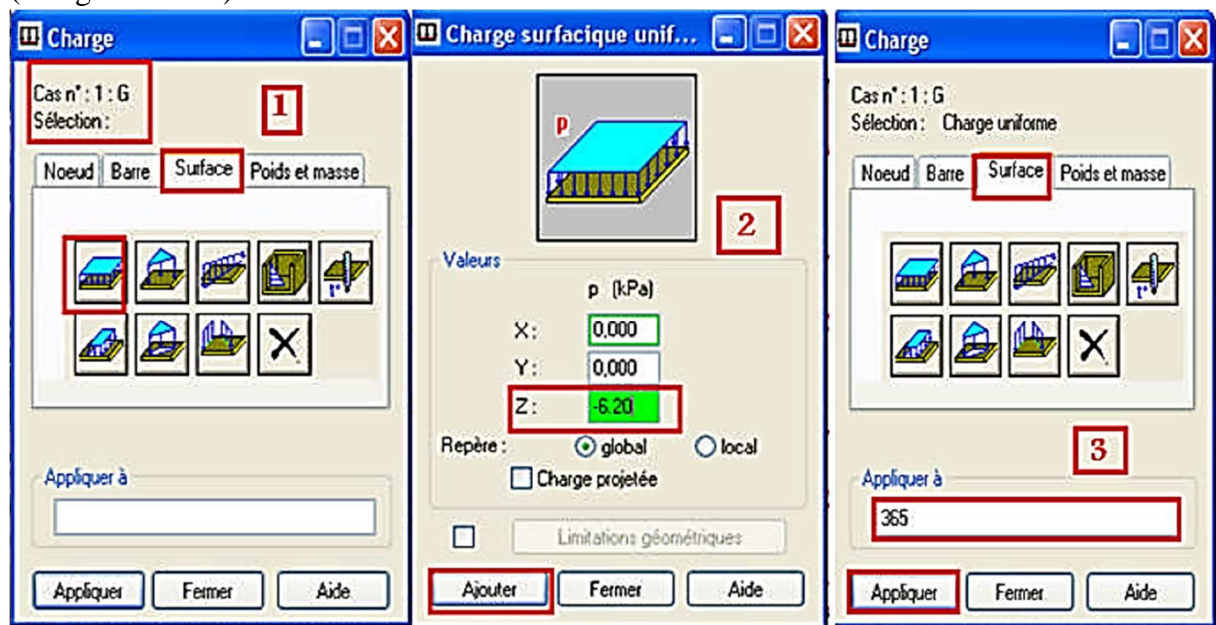 Charge
Cas n° : 1 : G
Sélection :
1
Noeud Barre Surface Poids et masse
t°
Appliquer à
Appliquer Fermer Aide
Charge surfacique unif...
p
2
Valeurs
p (kPa)
X : 0,000
Y : 0,000
Z : -6.20
Repère : global local
Charge projetée
Limitations géométriques
Ajouter Fermer Aide
Charge
Cas n° : 1 : G
Sélection : Charge uniforme
Noeud Barre Surface Poids et masse
t°
3
Appliquer à
365
Appliquer Fermer Aide